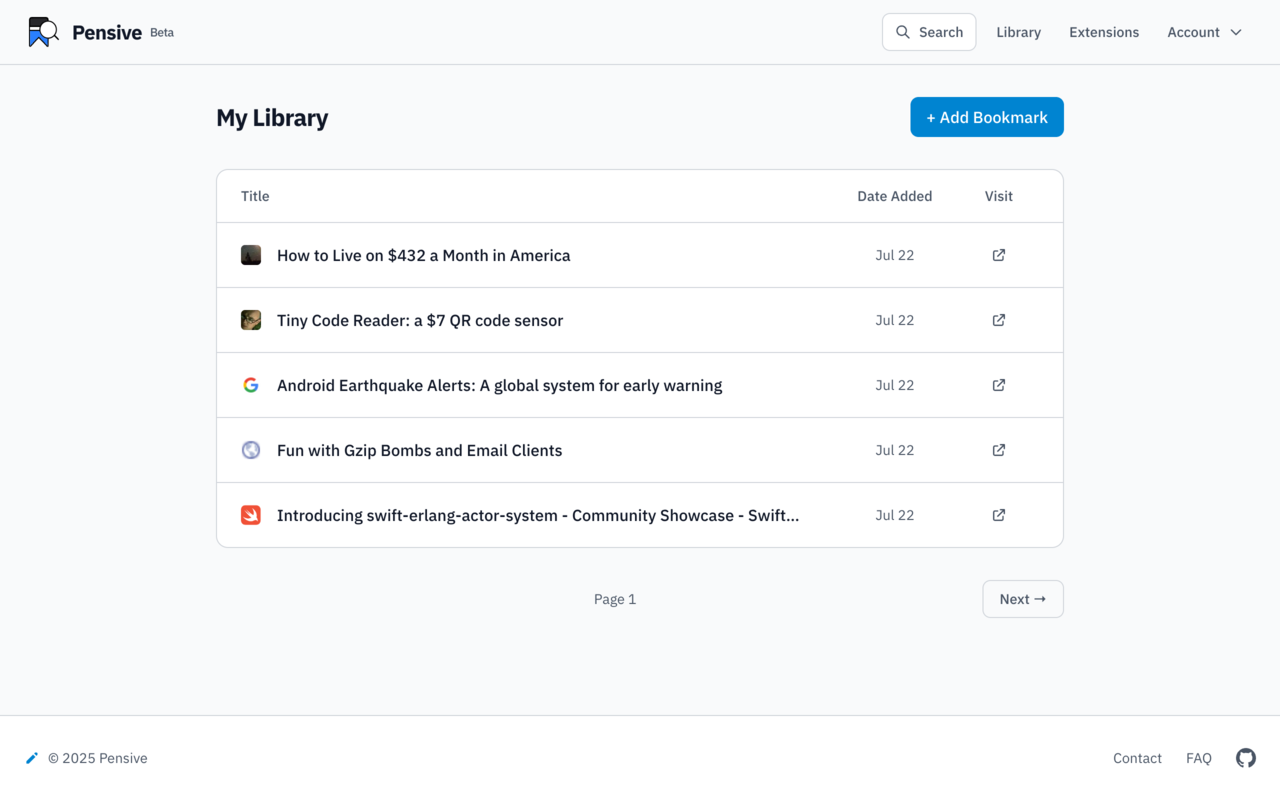 Pensive Beta
Search Library Extensions Account
My Library
+ Add Bookmark
Title Date Added Visit
How to Live on $432 a Month in America Jul 22
Tiny Code Reader: a $7 QR code sensor Jul 22
Android Earthquake Alerts: A global system for early warning Jul 22
Fun with Gzip Bombs and Email Clients Jul 22
Introducing swift-erlang-actor-system - Community Showcase - Swift... Jul 22
Page 1
Next →
© 2025 Pensive
Contact FAQ